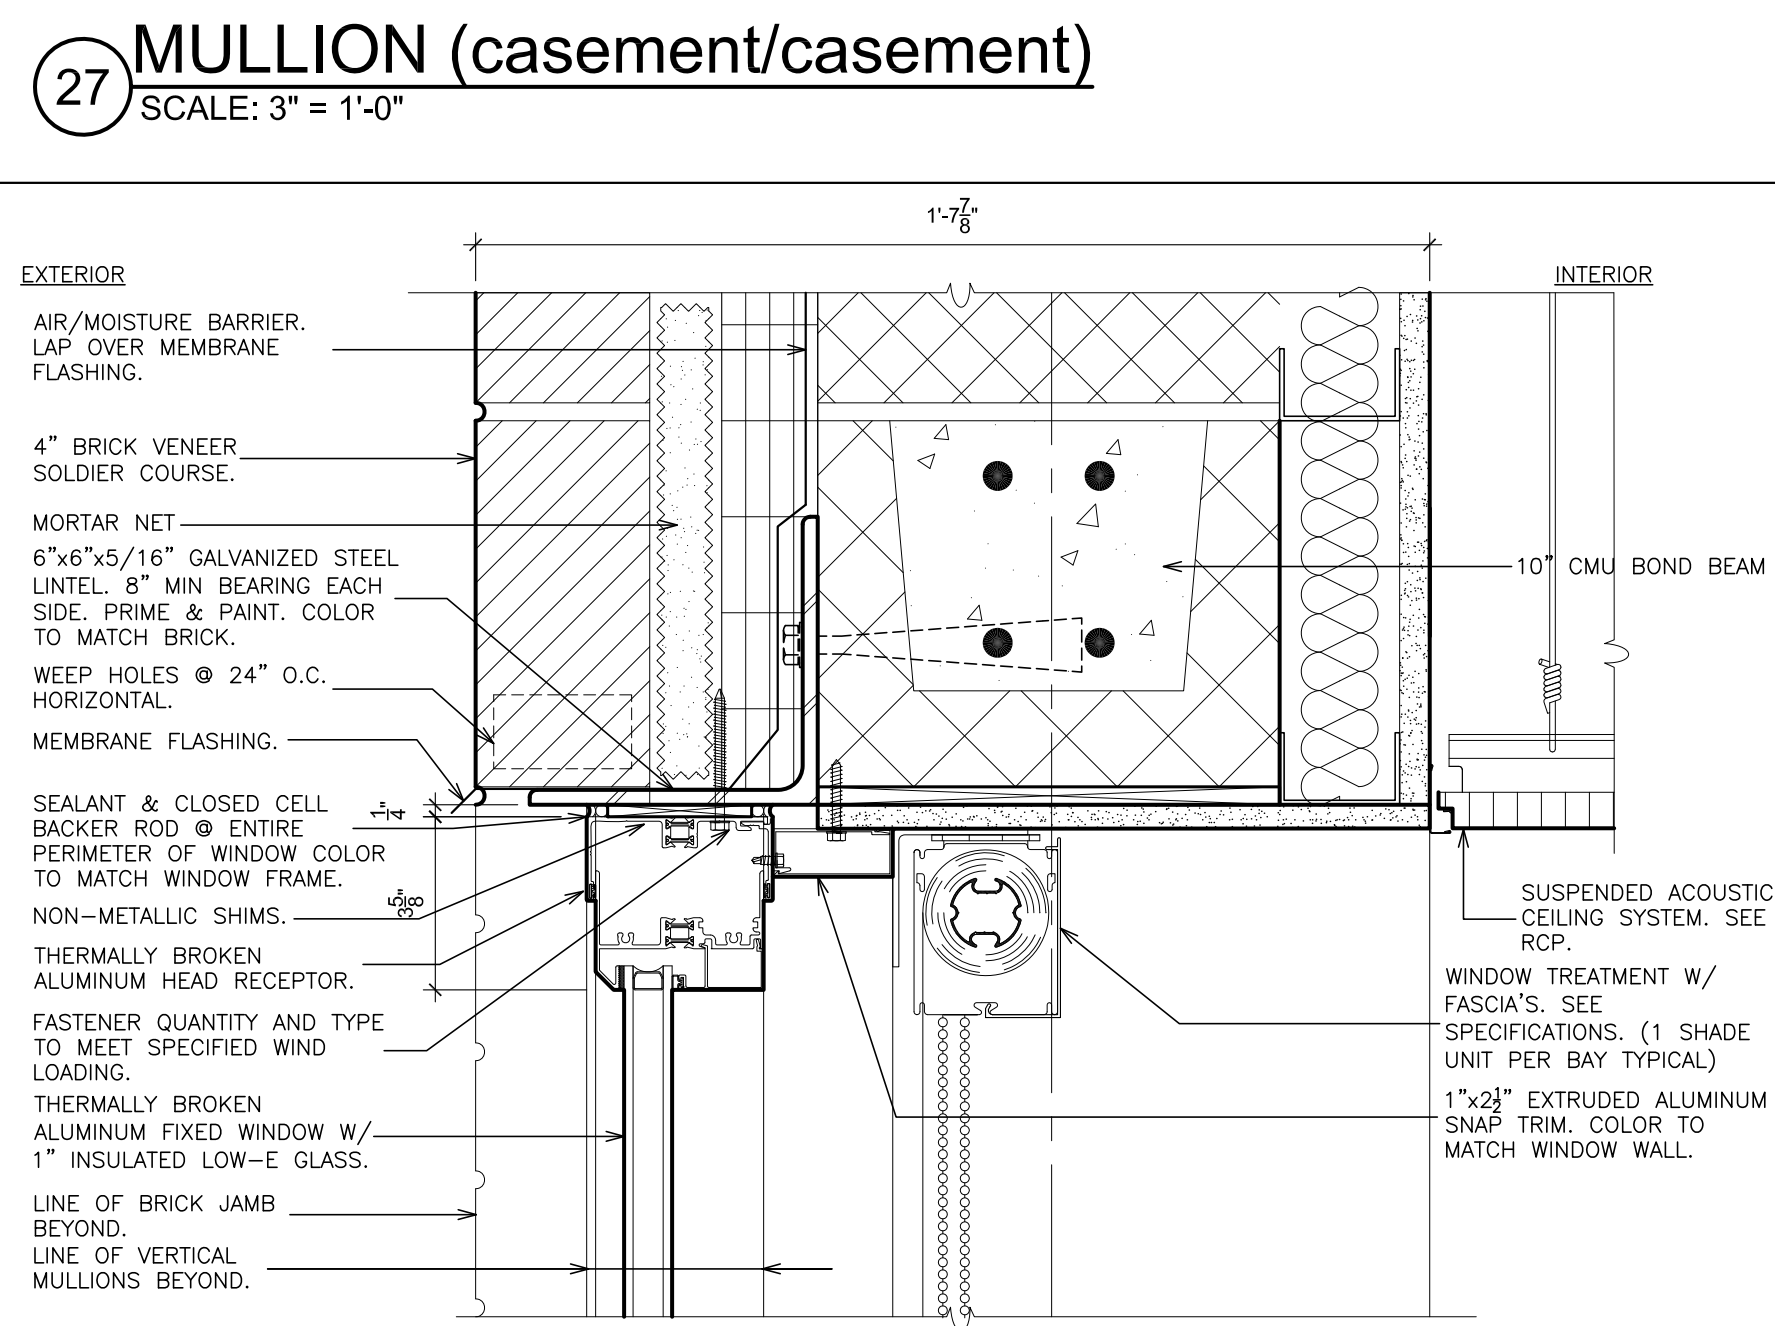 27
MULLION (casement/casement)
SCALE: 3" = 1'-0"
1'-7 7/8"
EXTERIOR
INTERIOR
AIR/MOISTURE BARRIER.
LAP OVER MEMBRANE
FLASHING.
4" BRICK VENEER
SOLDIER COURSE.
MORTAR NET
6"x6"x5/16" GALVANIZED STEEL
LINTEL. 8" MIN BEARING EACH
SIDE. PRIME & PAINT. COLOR
TO MATCH BRICK.
WEEP HOLES @ 24" O.C.
HORIZONTAL.
MEMBRANE FLASHING.
SEALANT & CLOSED CELL
BACKER ROD @ ENTIRE
PERIMETER OF WINDOW COLOR
TO MATCH WINDOW FRAME.
NON-METALLIC SHIMS.
THERMALLY BROKEN
ALUMINUM HEAD RECEPTOR.
FASTENER QUANTITY AND TYPE
TO MEET SPECIFIED WIND
LOADING.
THERMALLY BROKEN
ALUMINUM FIXED WINDOW W/
1" INSULATED LOW-E GLASS.
LINE OF BRICK JAMB
BEYOND.
LINE OF VERTICAL
MULLIONS BEYOND.
1/4"
3 5/8"
10" CMU BOND BEAM
SUSPENDED ACOUSTIC
CEILING SYSTEM. SEE
RCP.
WINDOW TREATMENT W/
FASCIA'S. SEE
SPECIFICATIONS. (1 SHADE
UNIT PER BAY TYPICAL)
1"x2 1/2" EXTRUDED ALUMINUM
SNAP TRIM. COLOR TO
MATCH WINDOW WALL.